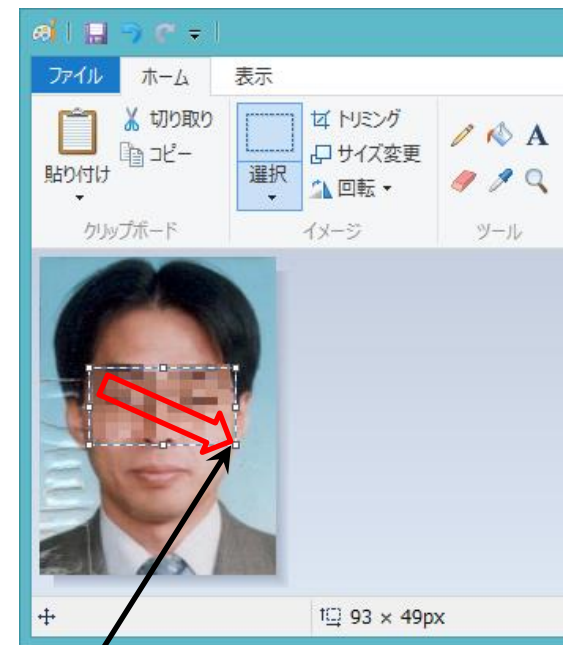 ファイル ホーム 表示
切り取り トリミング
コピー サイズ変更 A
貼り付け 選択 回転
クリップボード イメージ ツール
93 × 49px